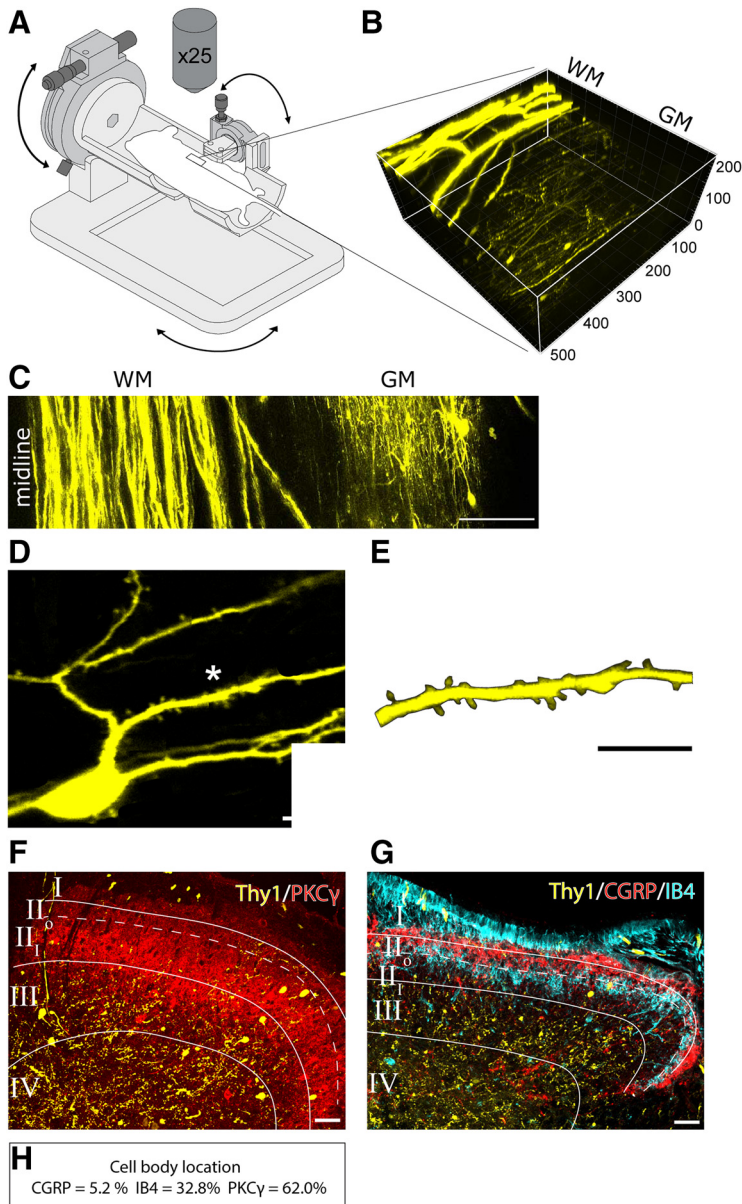 A
x25
B
WM
GM
200
100
0
100
200
300
400
500
C
WM
GM
midline
D
*
E
F
Thy1/PKCγ
I
IIo
III
III
IV
G
Thy1/CGRP/IB4
I
IIo
III
III
IV
H
Cell body location
CGRP = 5.2 % IB4 = 32.8% PKCγ = 62.0%